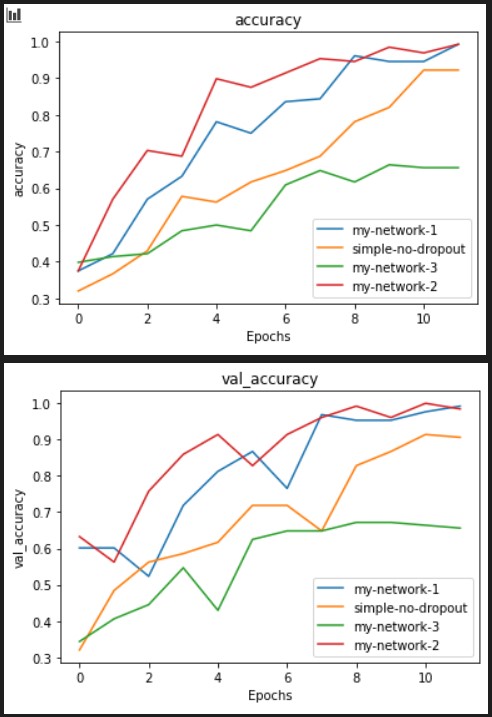 accuracy
1.0
0.9
0.8
0.7
0.6
0.5
0.4
0.3
accuracy
my-network-1
simple-no-dropout
my-network-3
my-network-2
0 2 4 6 8 10
Epochs
val_accuracy
1.0
0.9
0.8
0.7
0.6
0.5
0.4
0.3
val_accuracy
my-network-1
simple-no-dropout
my-network-3
my-network-2
0 2 4 6 8 10
Epochs